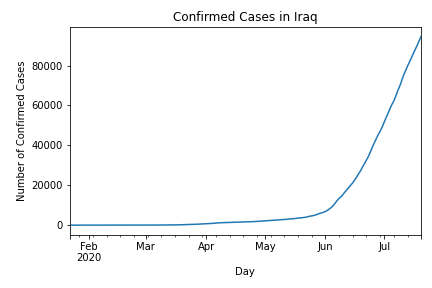 Confirmed Cases in Iraq
Number of Confirmed Cases
80000
60000
40000
20000
0
Feb Mar Apr May Jun Jul
2020
Day